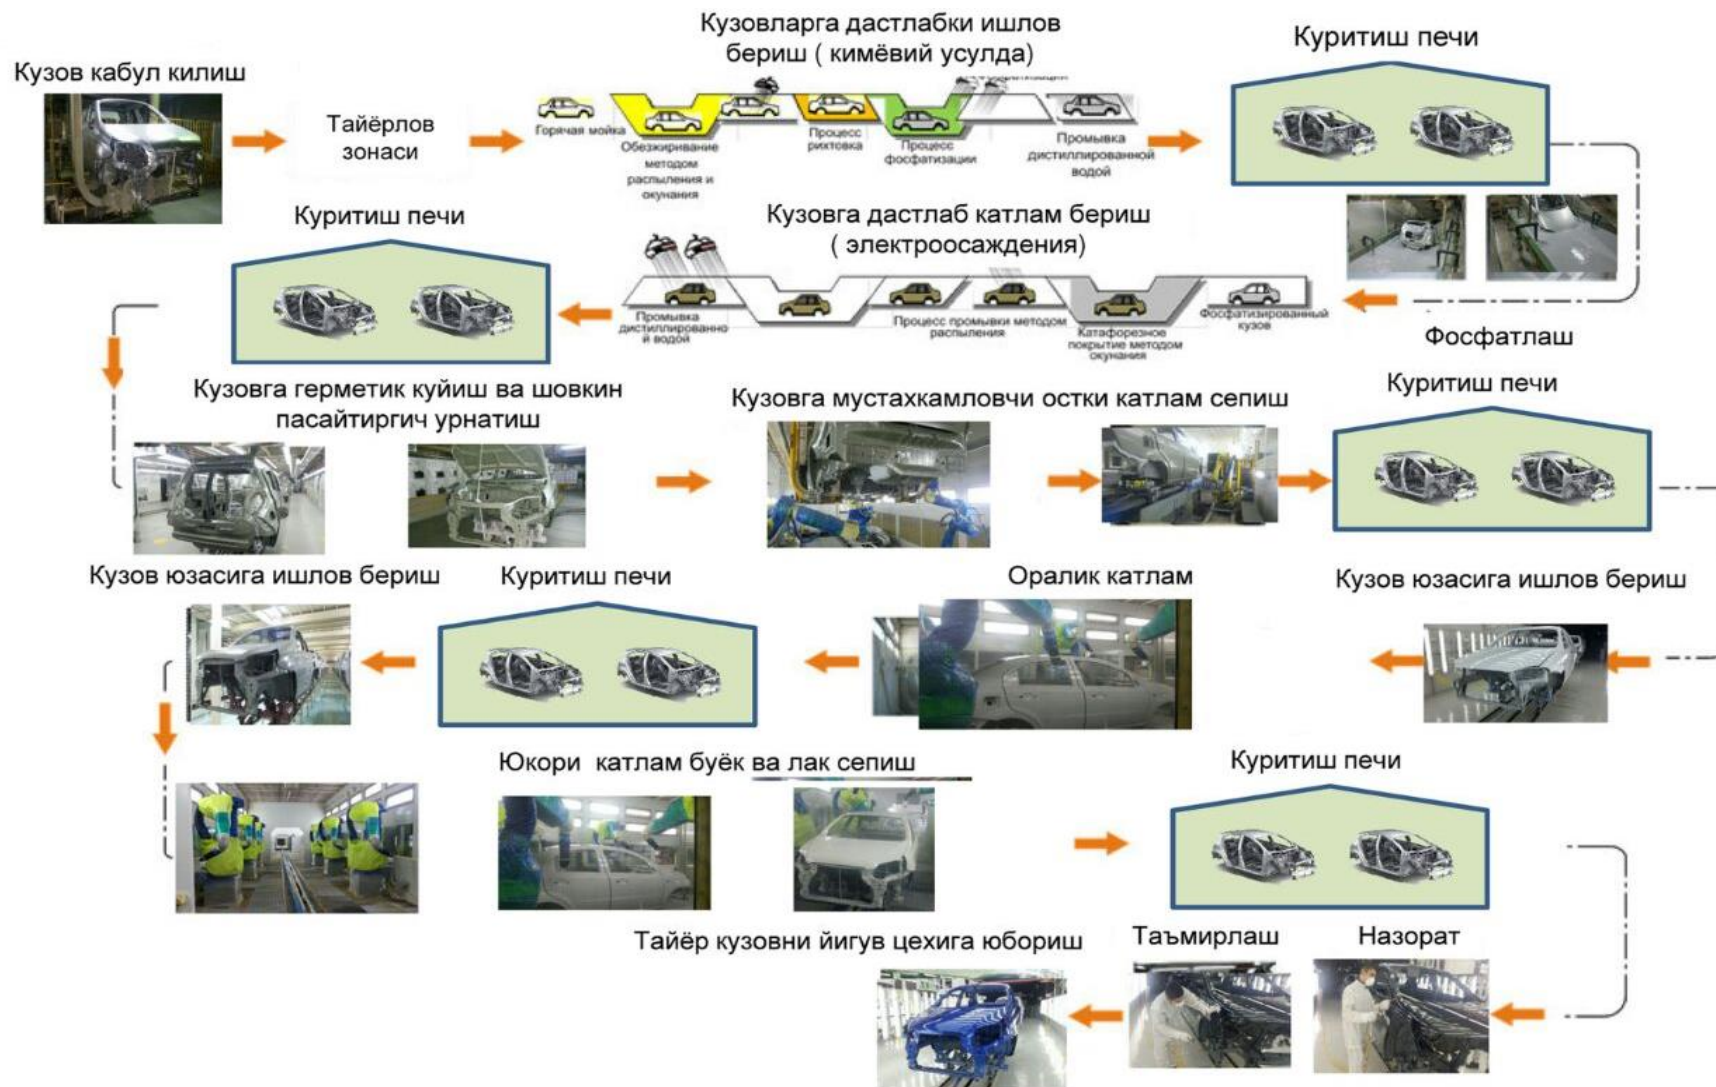 Кузов кабул килиш
Тайёрлов
зонаси
Кузовларга дастлабки ишлов
бериш ( кимёвий усулда)
Горячая мойка
Обезжиривание
методом
распыления и
окунания
Процесс
рихтовка
Процесс
фосфатизации
Промывка
дистиллированной
водой
Куритиш печи
Фосфатлаш
Кузовга дастлаб катлам бериш
( электроосаждения)
Фосфатизированный
кузов
Катафорезное
покрытие методом
окунания
Процесс промывки методом
распыления
Промывка
дистиллированно
й водой
Куритиш печи
Кузовга герметик куйиш ва шовкин
пасайтиргич урнатиш
Кузовга мустахкамловчи остки катлам сепиш
Куритиш печи
Кузов юзасига ишлов бериш
Оралик катлам
Куритиш печи
Кузов юзасига ишлов бериш
Юкори катлам буёк ва лак сепиш
Куритиш печи
Назорат
Таъмирлаш
Тайёр кузовни йигув цехига юбориш